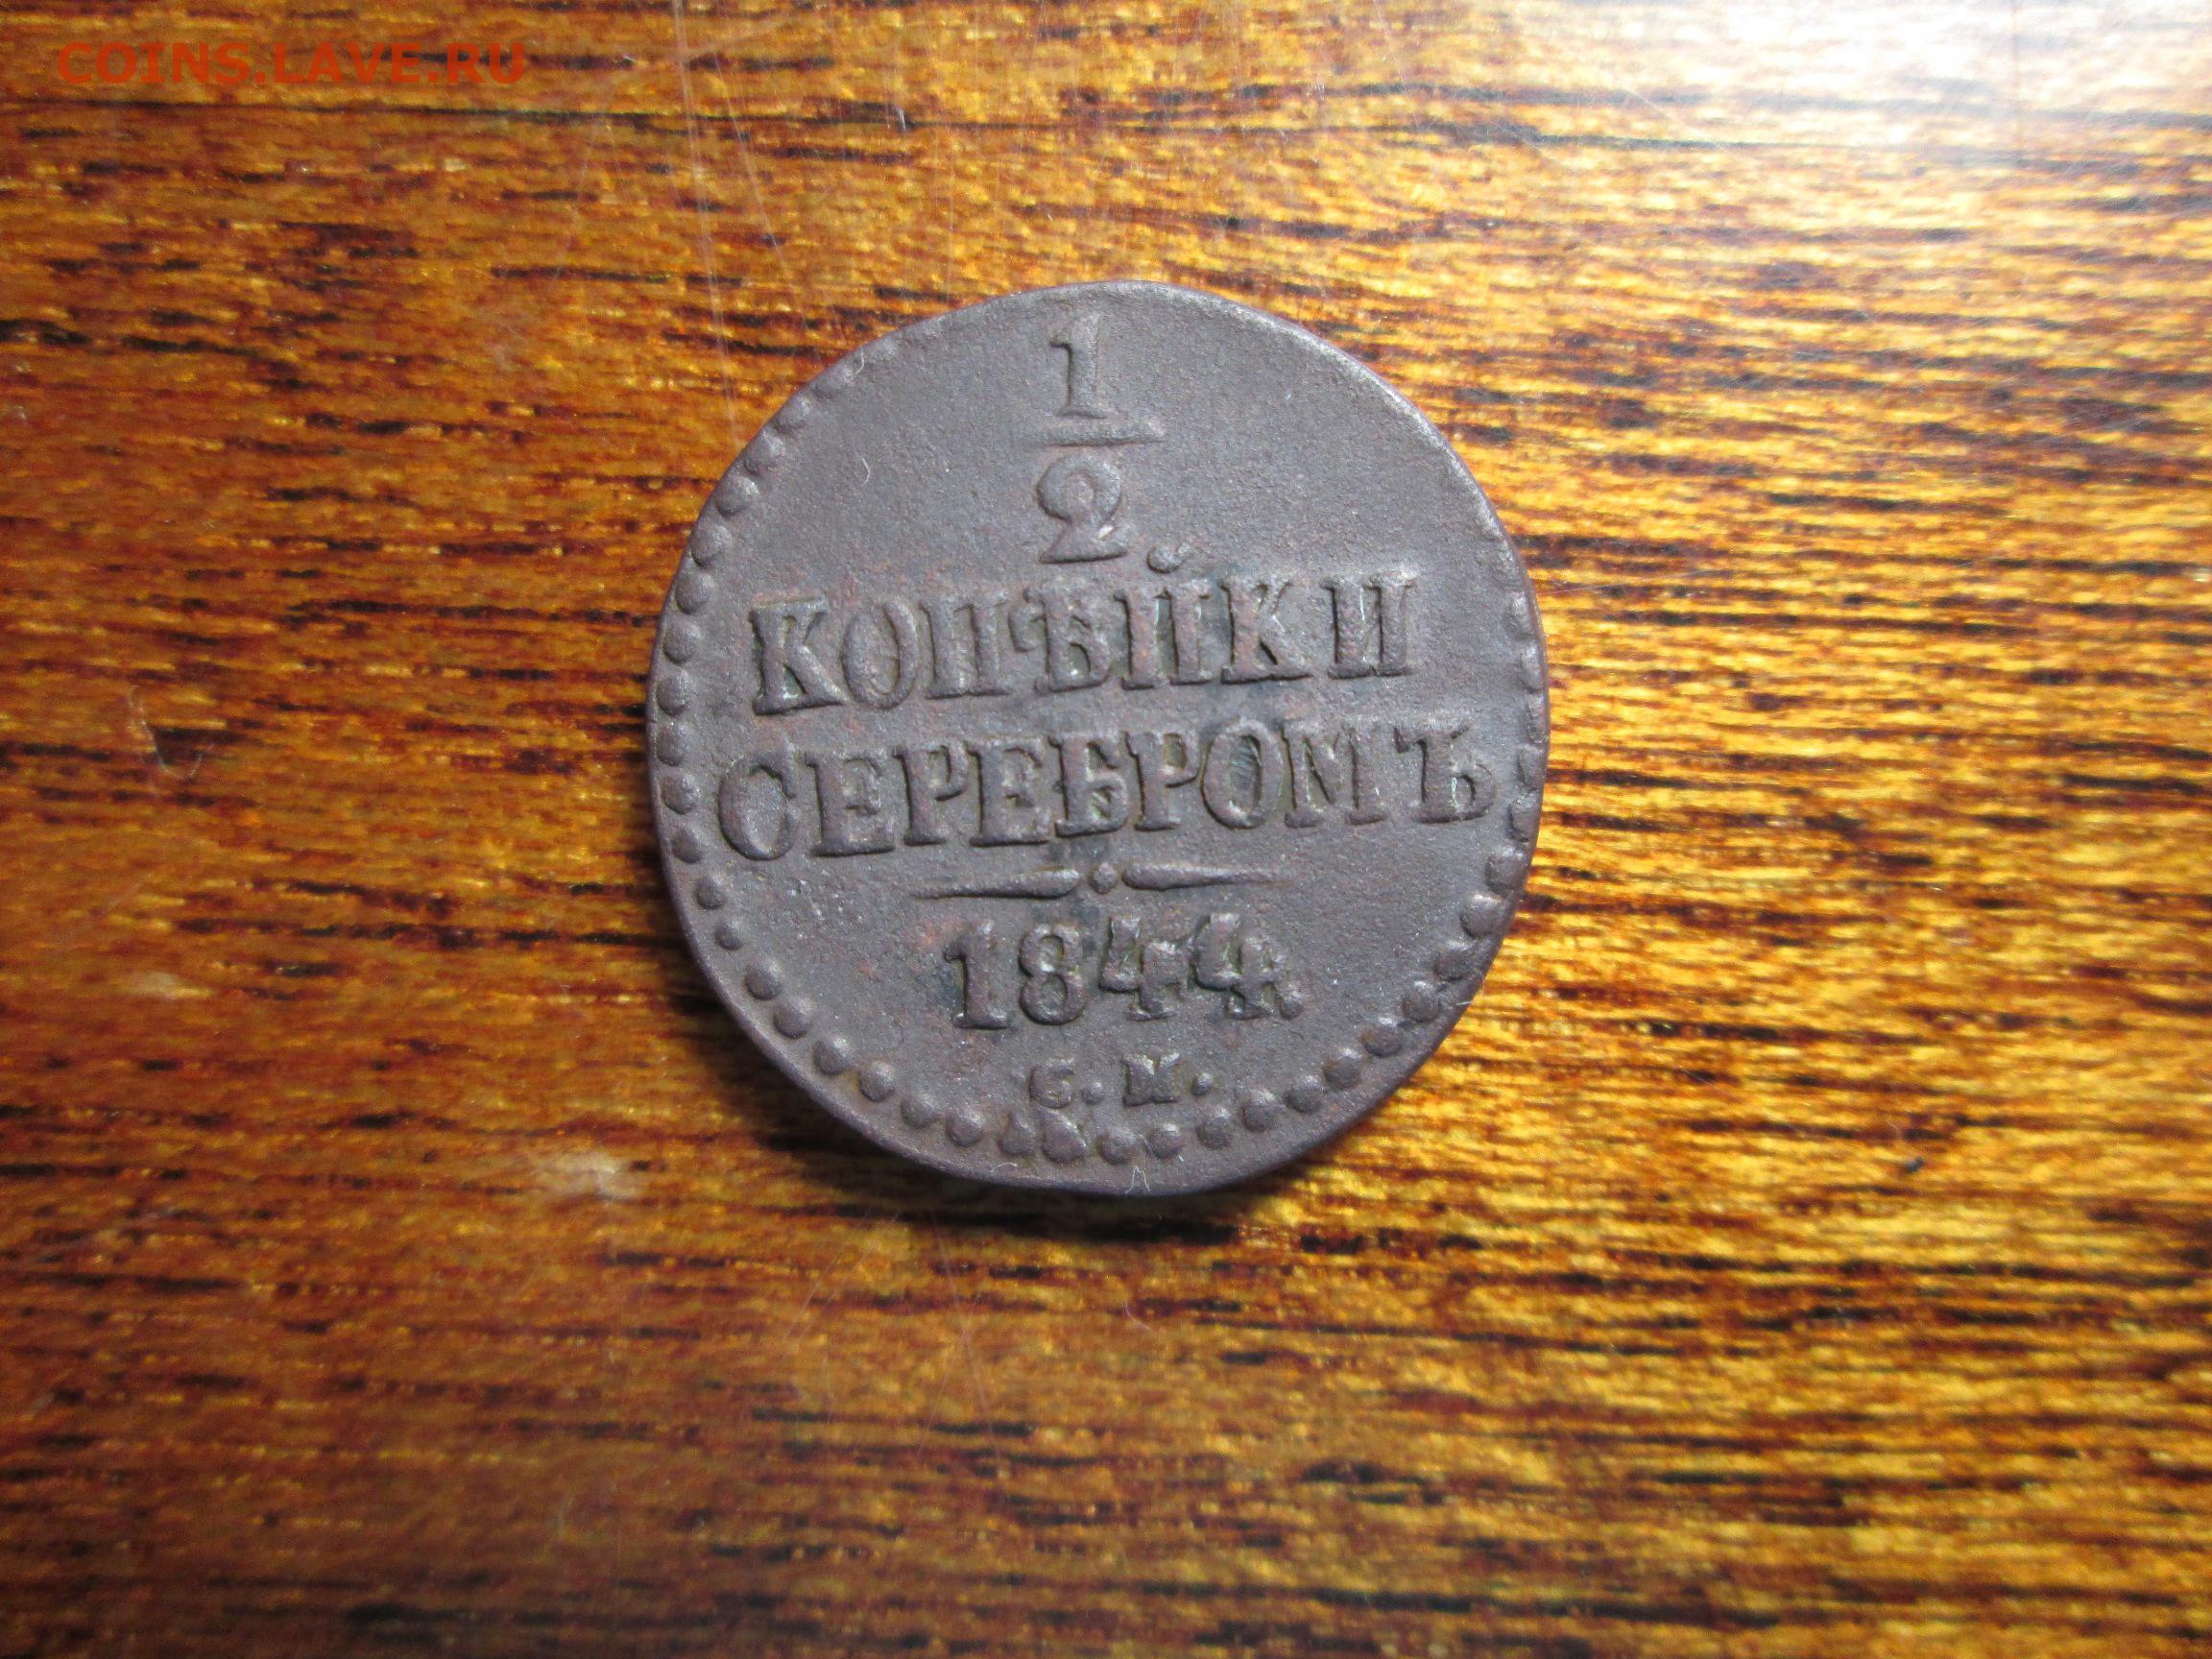 COINS.LAVE.RU
1
2
КОПѢЙКИ
СЕРЕБРОМЪ
1844.
С. М.